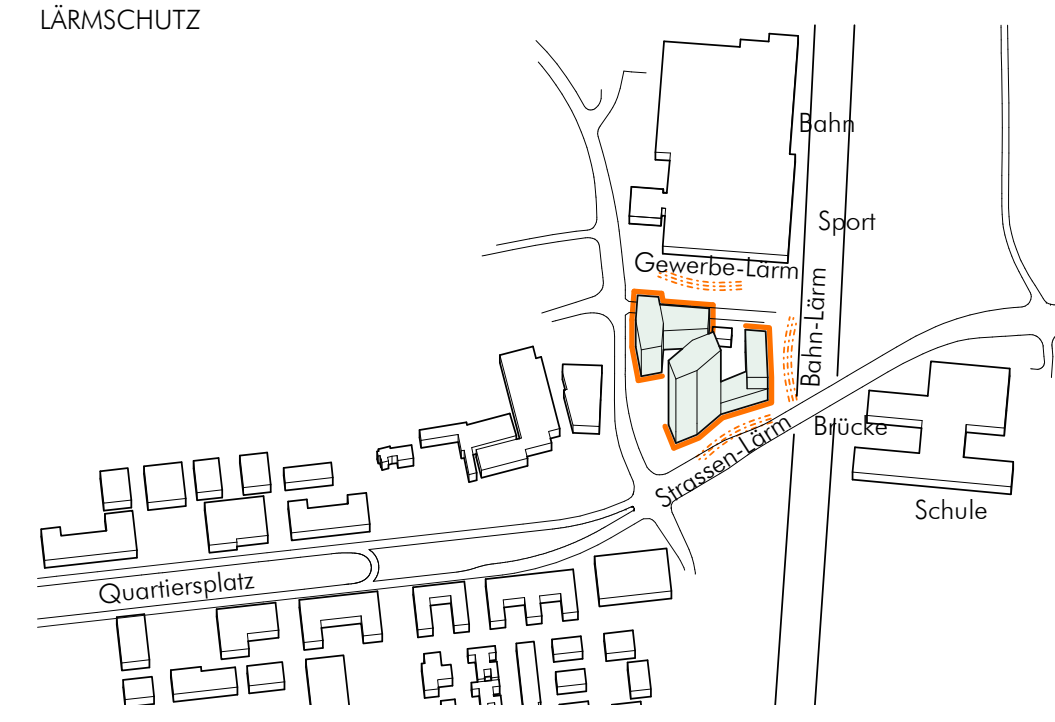 LÄRMSCHUTZ
Bahn
Sport
Gewerbe-Lärm
Bahn-Lärm
Brücke
Strassen-Lärm
Schule
Quartiersplatz